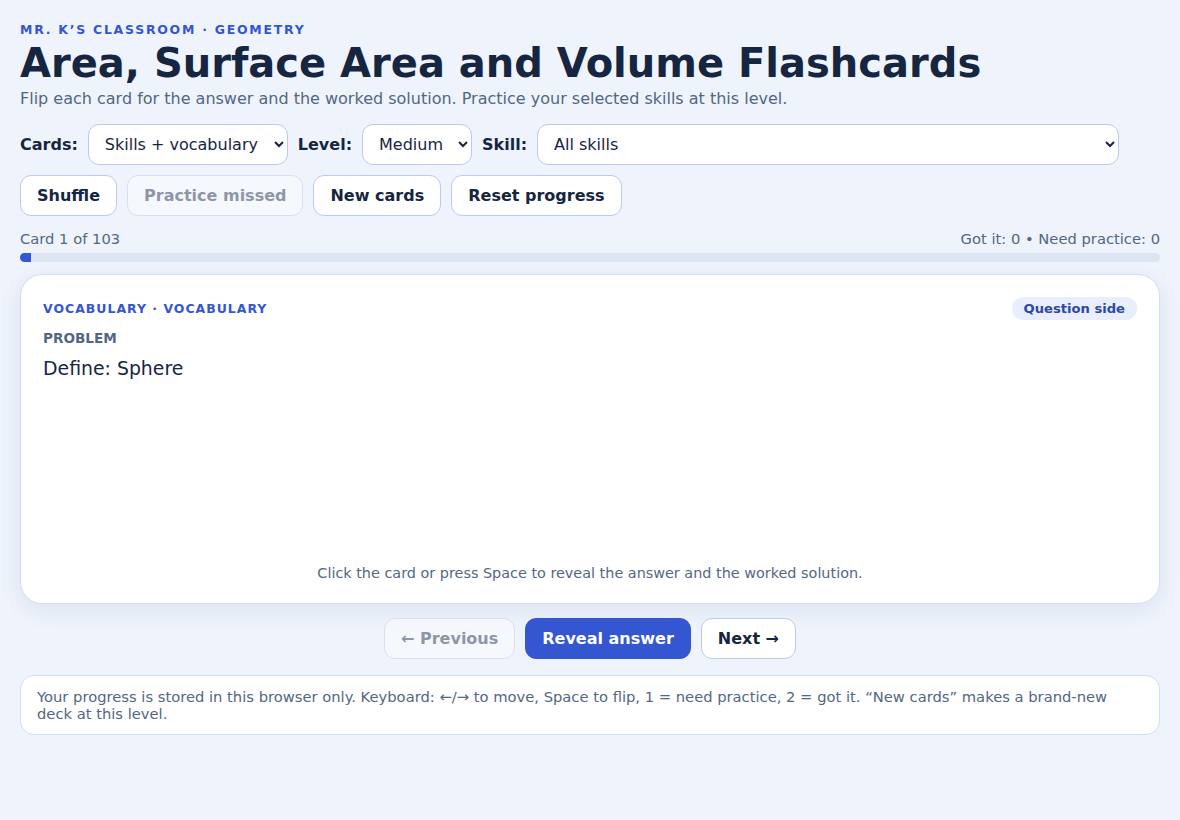 MR. K’S CLASSROOM · GEOMETRY
Area, Surface Area and Volume Flashcards
Flip each card for the answer and the worked solution. Practice your selected skills at this level.
Cards: Skills + vocabulary Level: Medium Skill: All skills
Shuffle Practice missed New cards Reset progress
Card 1 of 103 Got it: 0 • Need practice: 0
VOCABULARY · VOCABULARY Question side
PROBLEM
Define: Sphere
Click the card or press Space to reveal the answer and the worked solution.
← Previous Reveal answer Next →
Your progress is stored in this browser only. Keyboard: ←/→ to move, Space to flip, 1 = need practice, 2 = got it. “New cards” makes a brand-new
deck at this level.